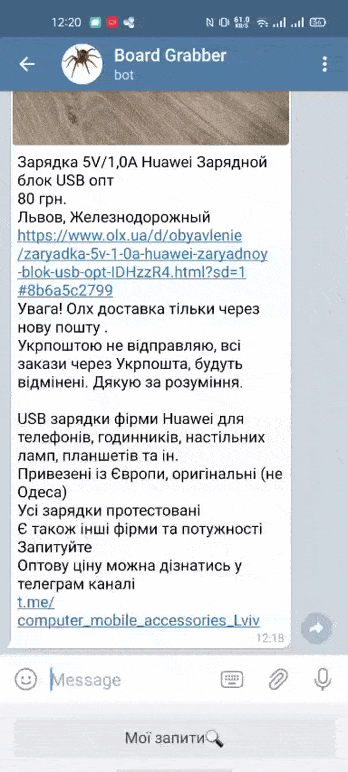 12:20
61.0
KB/S
56
Board Grabber
bot
Зарядка 5V/1,0A Huawei Зарядной
блок USB опт
80 грн.
Львов, Железнодорожный
https://www.olx.ua/d/obyavlenie
/zaryadka-5v-1-0a-huawei-zaryadnoy
-blok-usb-opt-IDHzzR4.html?sd=1
#8b6a5c2799
Увага! Олх доставка тільки через
нову пошту .
Укрпоштою не відправляю, всі
закази через Укрпошта, будуть
відмінені. Дякую за розуміння.
USB зарядки фірми Huawei для
телефонів, годинників, настільних
ламп, планшетів та ін.
Привезені із Європи, оригінальні (не
Одеса)
Усі зарядки протестовані
Є також інші фірми та потужності
Запитуйте
Оптову ціну можна дізнатись у
телеграм каналі
t.me/
computer_mobile_accessories_Lviv
12:18
Message
Мої запити